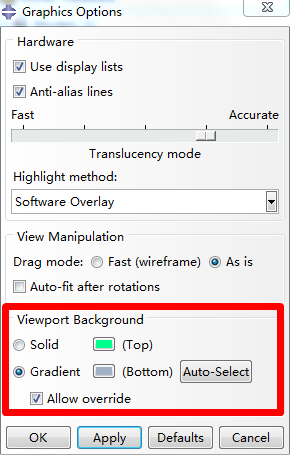 Graphics Options
Hardware
Use display lists
Anti-alias lines
Fast Accurate
Translucency mode
Highlight method:
Software Overlay
View Manipulation
Drag mode: Fast (wireframe) As is
Auto-fit after rotations
Viewport Background
Solid (Top)
Gradient (Bottom) Auto-Select
Allow override
OK Apply Defaults Cancel